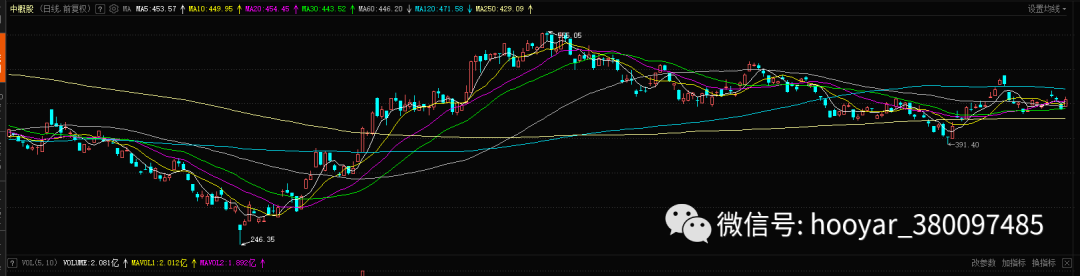 中概股 (日线.前复权) ? MA MA5:453.57 ↑ MA10:449.95 ↑ MA20:454.45 ↑ MA30:443.52 ↑ MA60:446.20 ↓ MA120:471.58 ↓ MA250:429.09 ↑ 设置均线
556.05
391.40
246.35
微信号: hooyar_380097485
? VOL(5,10) VOLUME:2.081亿 ↑ MAVOL1:2.012亿 ↑ MAVOL2:1.892亿 ↑ 改参数 加指标 换指标